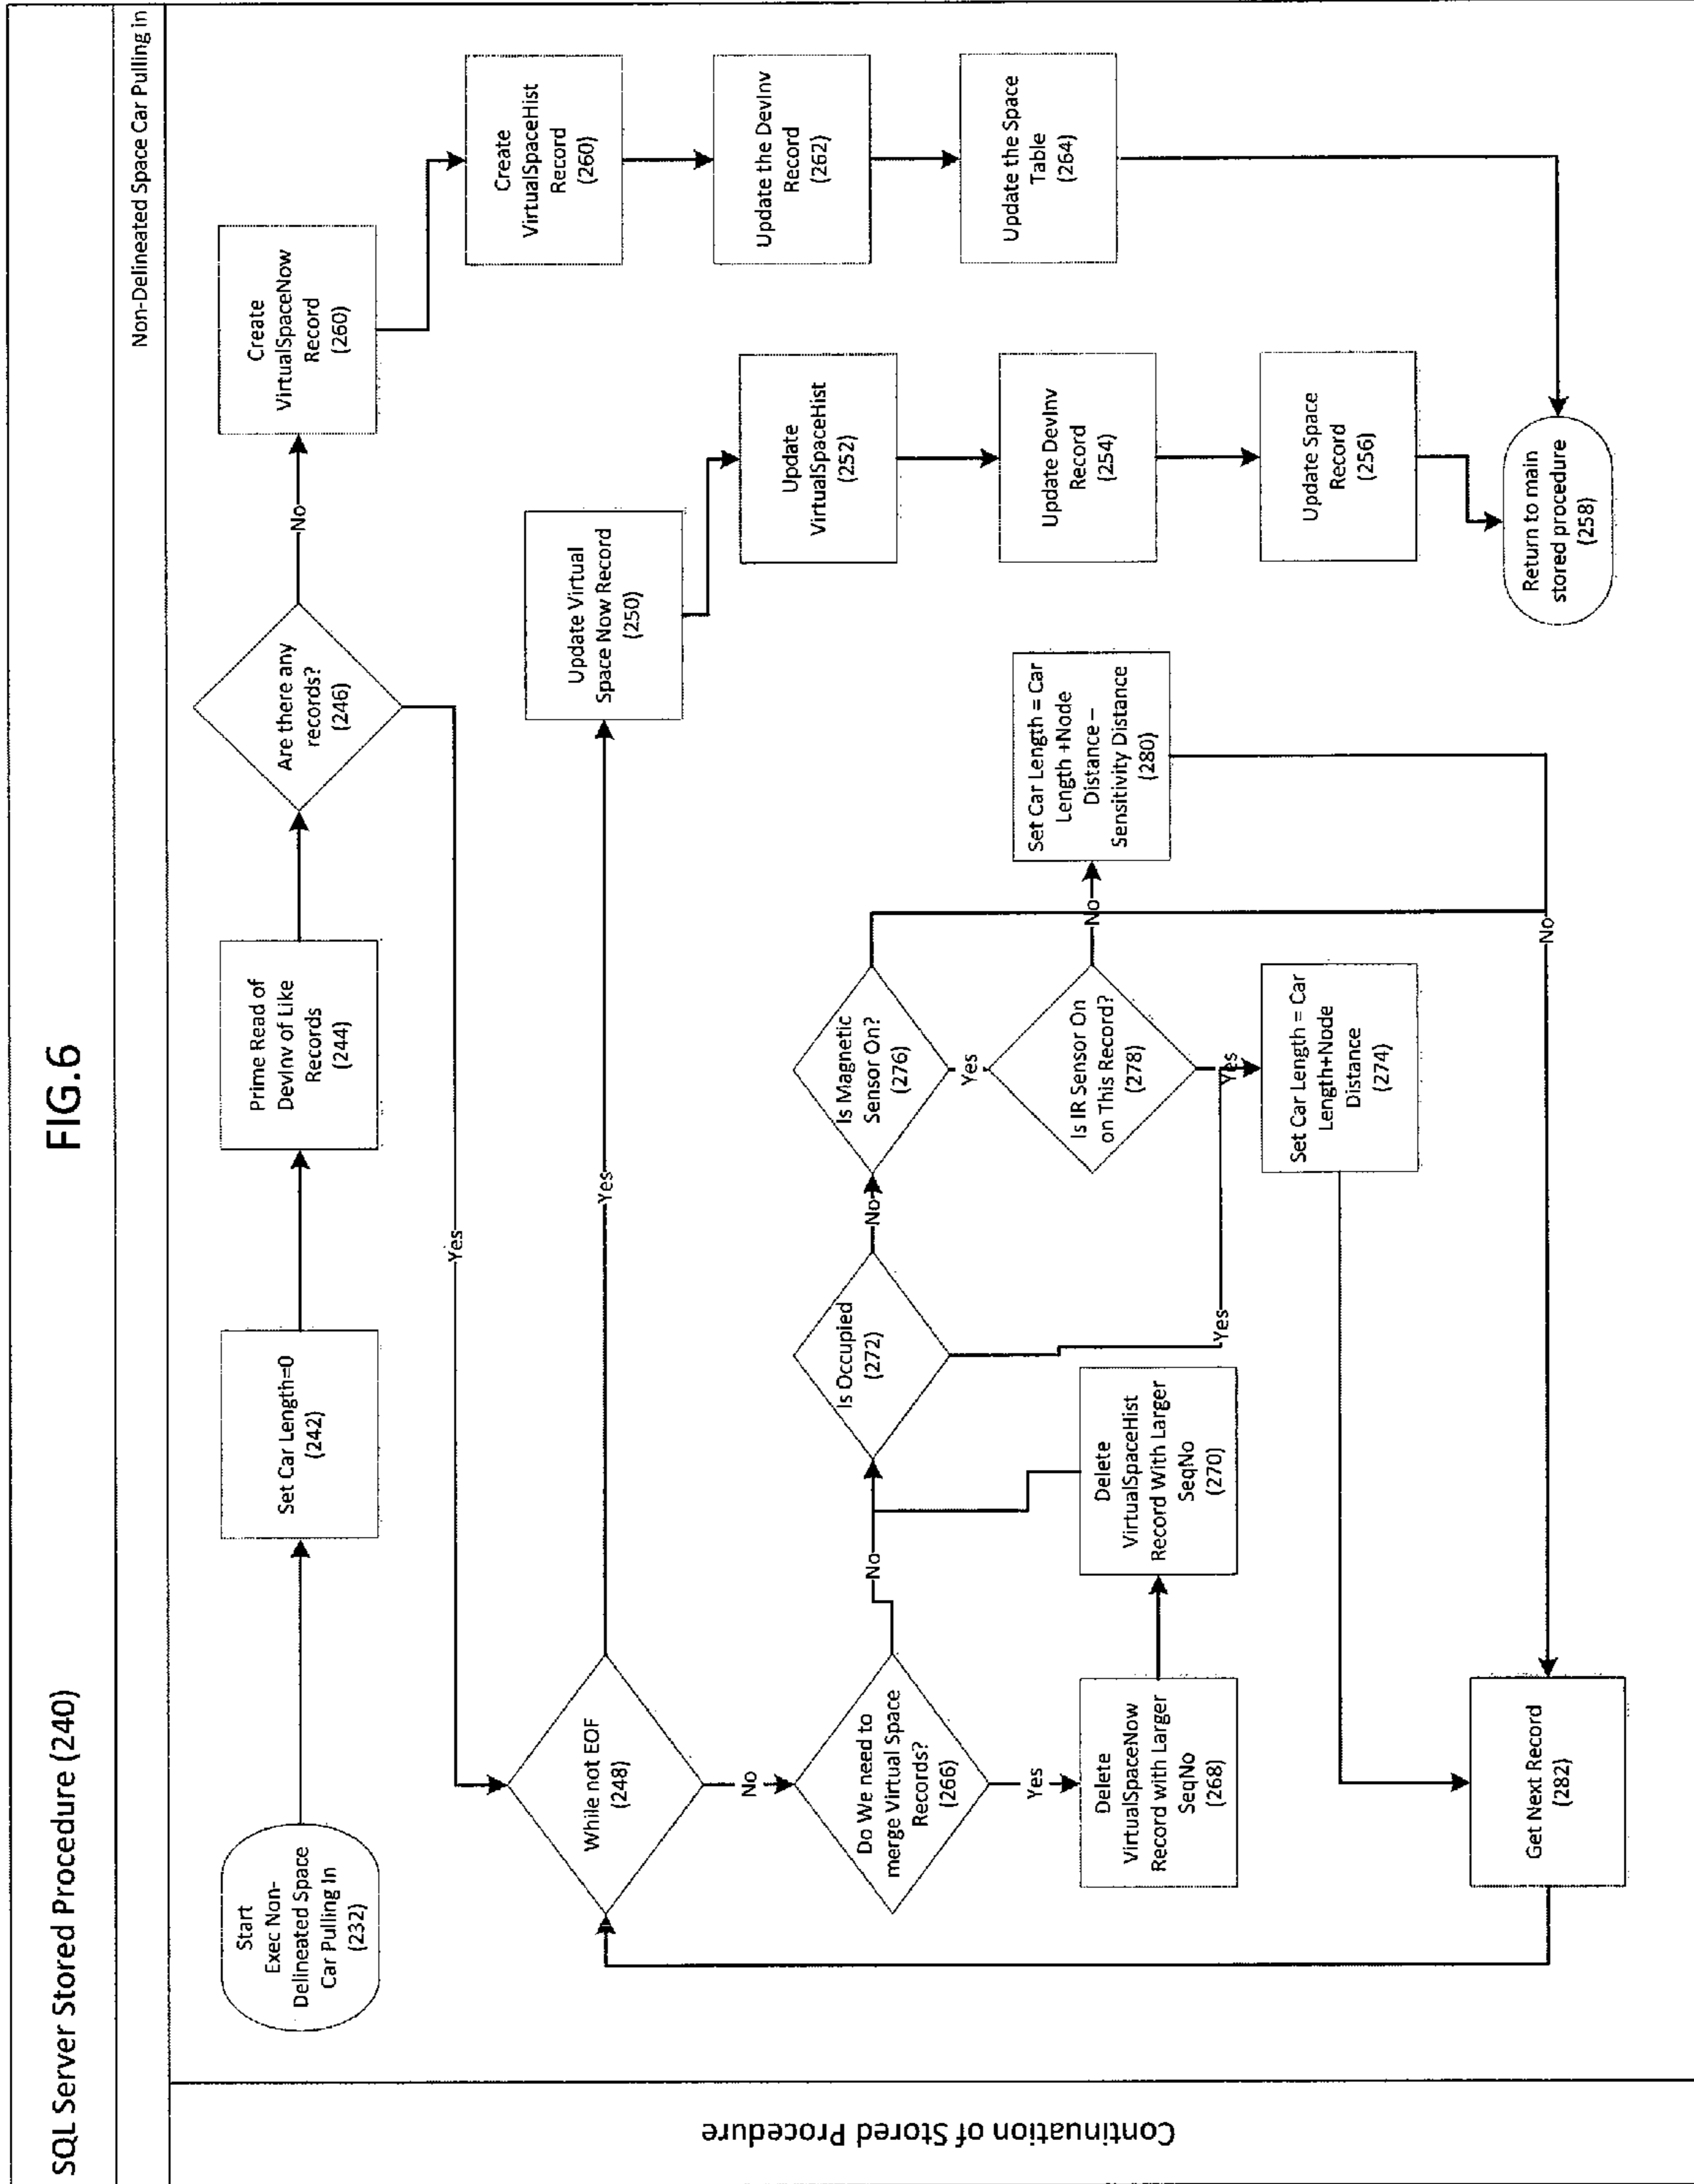 FIG.6
SQL Server Stored Procedure (240)
Non-Delineated Space Car Pulling in
Continuation of Stored Procedure
Start
Exec Non-
Delineated Space
Car Pulling In
(232)
Set Car Length=0
(242)
Prime Read of
DevInv of Like
Records
(244)
Are there any
records?
(246)
No
Create
VirtualSpaceNow
Record
(260)
Create
VirtualSpaceHist
Record
(260)
Update the DevInv
Record
(262)
Update the Space
Table
(264)
Yes
While not EOF
(248)
Yes
Update Virtual
Space Now Record
(250)
Update
VirtualSpaceHist
(252)
Update DevInv
Record
(254)
Update Space
Record
(256)
Return to main
stored procedure
(258)
No
Do We need to
merge Virtual Space
Records?
(266)
No
Yes
Delete
VirtualSpaceNow
Record with Larger
SeqNo
(268)
Delete
VirtualSpaceHist
Record With Larger
SeqNo
(270)
Is Occupied
(272)
No
Yes
Is Magnetic
Sensor On?
(276)
Yes
Is IR Sensor On
on This Record?
(278)
No
Yes
Set Car Length = Car
Length +Node
Distance –
Sensitivity Distance
(280)
Set Car Length = Car
Length+Node
Distance
(274)
No
Get Next Record
(282)